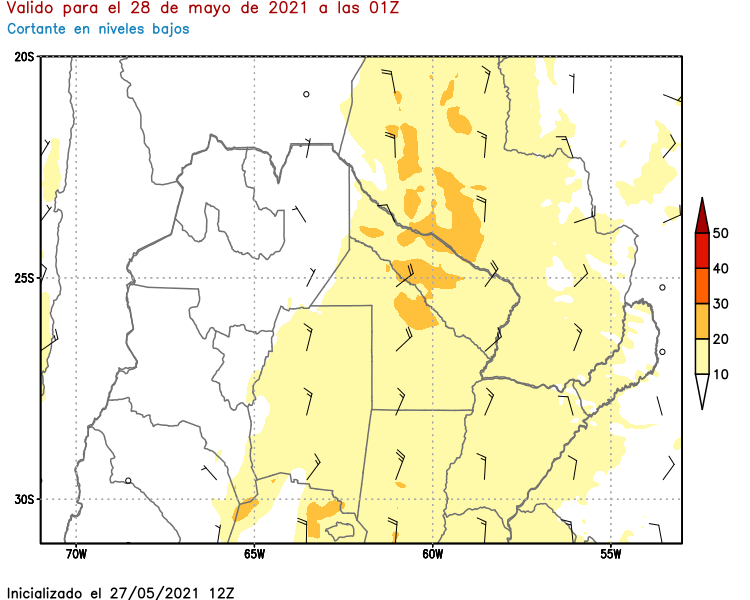 Valido para el 28 de mayo de 2021 a las 01Z
Cortante en niveles bajos
20S
25S
30S
70W
65W
60W
55W
50
40
30
20
10
Inicializado el 27/05/2021 12Z